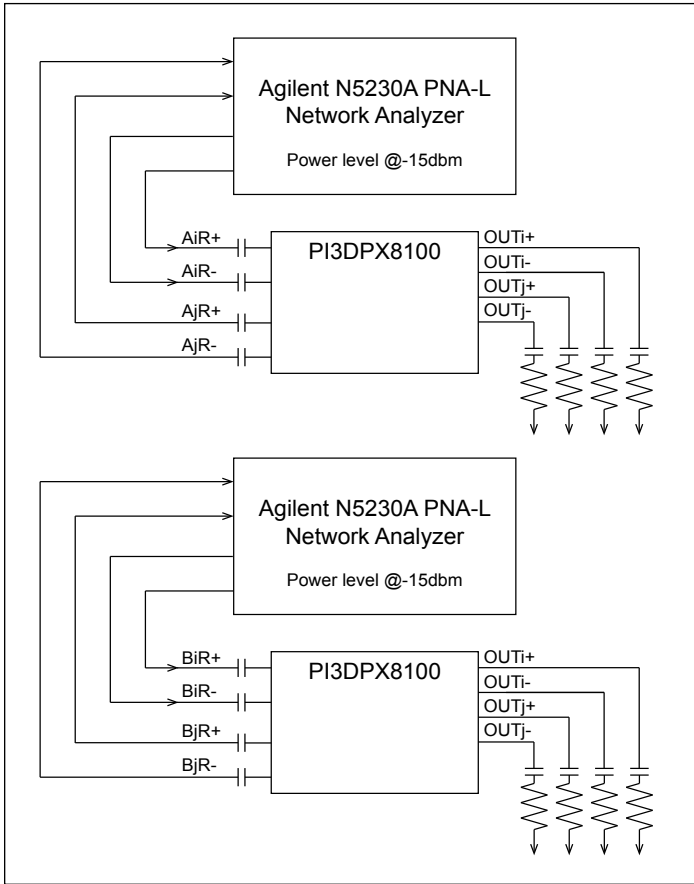 Agilent N5230A PNA-L
Network Analyzer
Power level @-15dbm
AiR+
AiR-
AjR+
AjR-
PI3DPX8100
OUTi+
OUTi-
OUTj+
OUTj-
Agilent N5230A PNA-L
Network Analyzer
Power level @-15dbm
BiR+
BiR-
BjR+
BjR-
PI3DPX8100
OUTi+
OUTi-
OUTj+
OUTj-